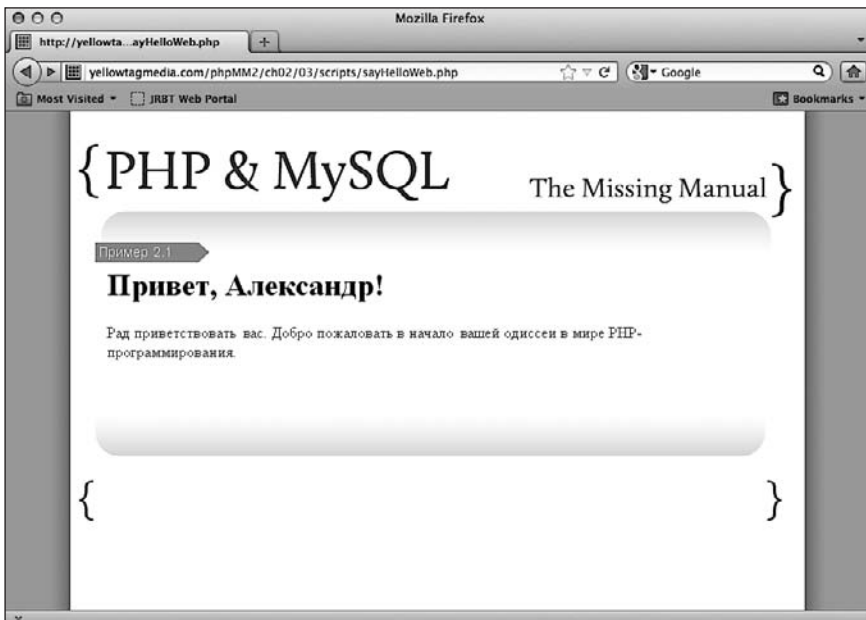 Mozilla Firefox
http://yellowta...ayHelloWeb.php
yellowtagmedia.com/phpMM2/ch02/03/scripts/sayHelloWeb.php
Google
Most Visited
JRBT Web Portal
Bookmarks
{PHP & MySQL
The Missing Manual}
Пример 2.1
Привет, Александр!
Рад приветствовать вас. Добро пожаловать в начало вашей одиссеи в мире PHP-
программирования.
{ }